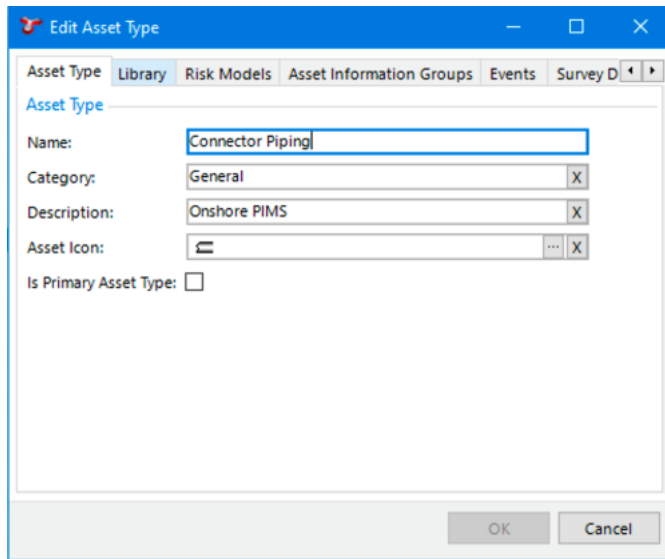 Edit Asset Type
Asset Type Library Risk Models Asset Information Groups Events Survey D
Asset Type
Name: Connector Piping
Category: General X
Description: Onshore PIMS X
Asset Icon: ... X
Is Primary Asset Type:
OK Cancel